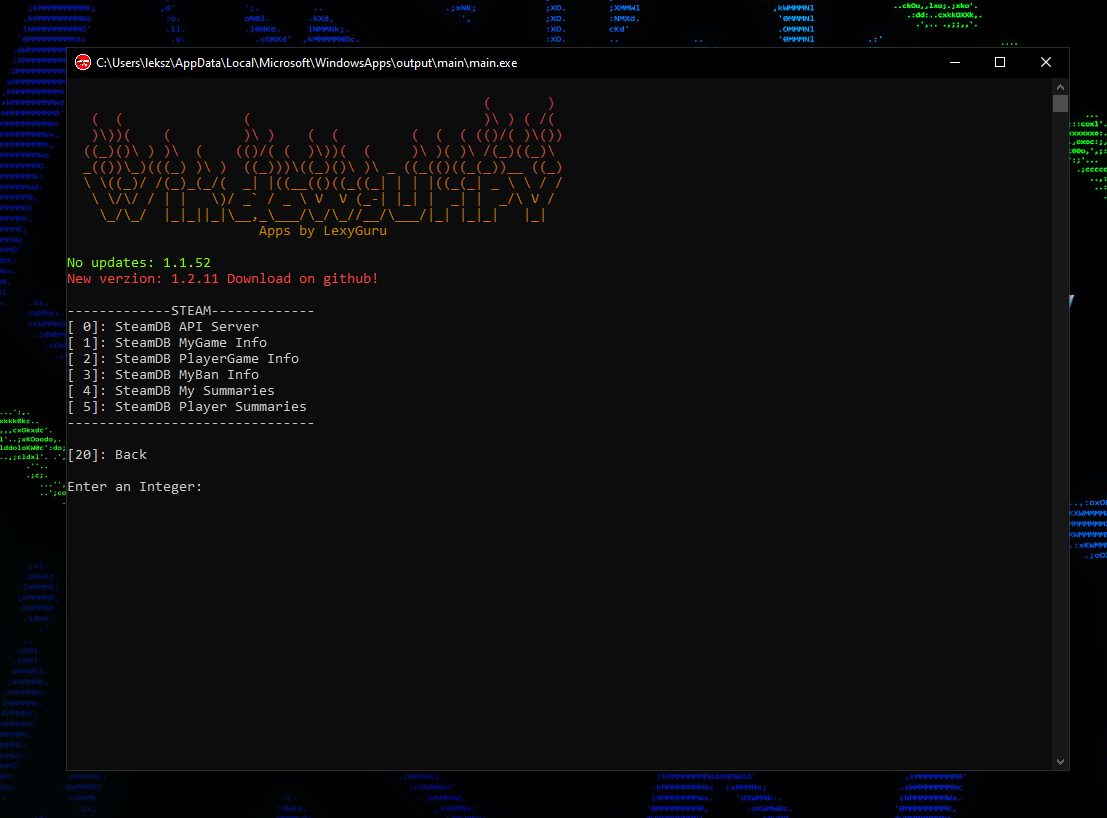 C:\Users\leksz\AppData\Local\Microsoft\WindowsApps\output\main\main.exe
Apps by LexyGuru
No updates: 1.1.52
New verzion: 1.2.11 Download on github!
-------------STEAM-------------
[ 0]: SteamDB API Server
[ 1]: SteamDB MyGame Info
[ 2]: SteamDB PlayerGame Info
[ 3]: SteamDB MyBan Info
[ 4]: SteamDB My Summaries
[ 5]: SteamDB Player Summaries
-------------------------------
[20]: Back
Enter an Integer: